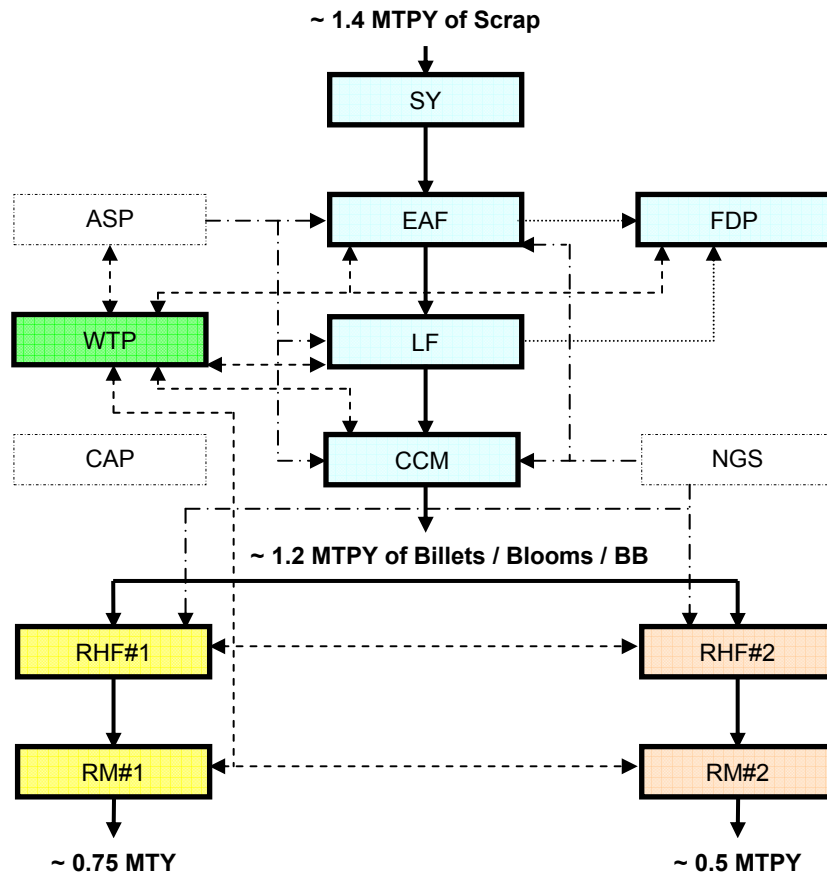 ~ 1.4 MTPY of Scrap
SY
ASP
EAF
FDP
WTP
LF
CAP
CCM
NGS
~ 1.2 MTPY of Billets / Blooms / BB
RHF#1
RHF#2
RM#1
RM#2
~ 0.75 MTY
~ 0.5 MTPY